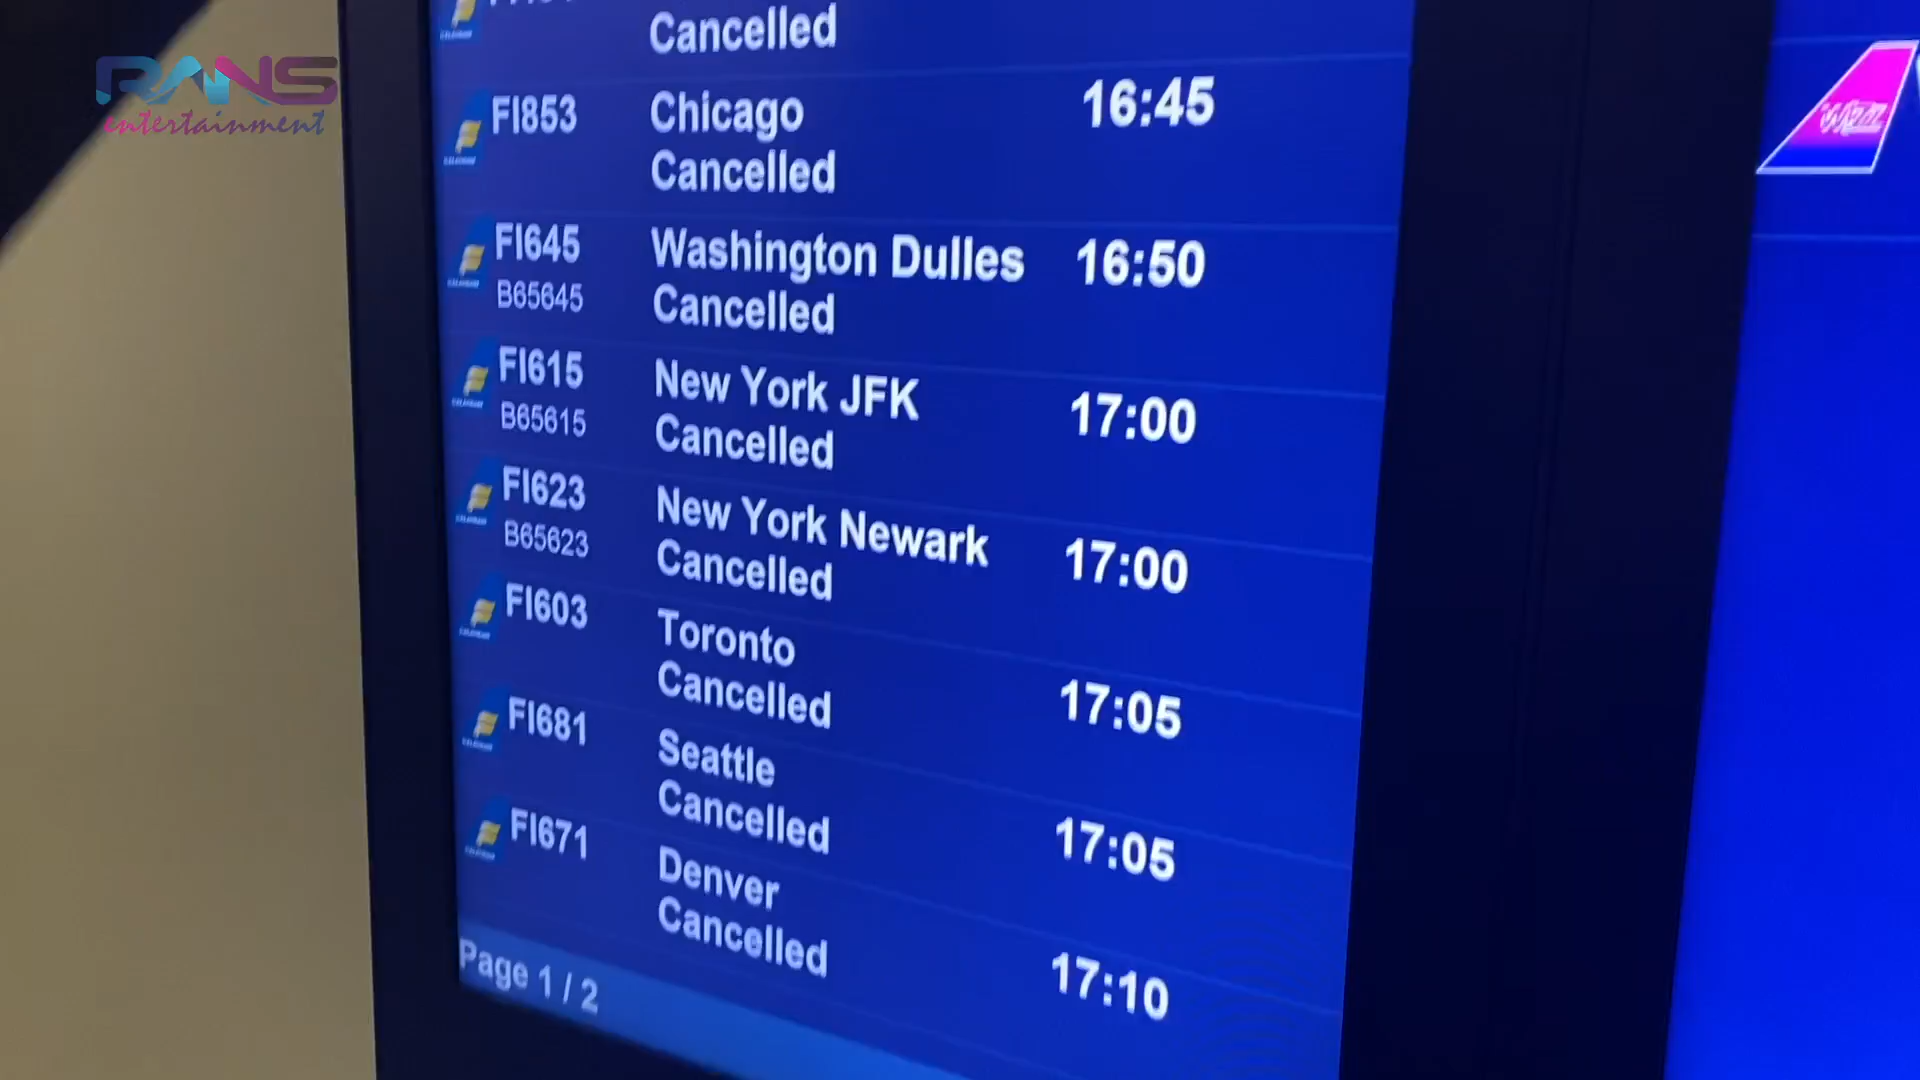 RANS
entertainment
Cancelled
FI853 Chicago 16:45
Cancelled
FI645 Washington Dulles 16:50
B65645 Cancelled
FI615 New York JFK 17:00
B65615 Cancelled
FI623 New York Newark 17:00
B65623 Cancelled
FI603 Toronto 17:05
Cancelled
FI681 Seattle 17:05
Cancelled
FI671 Denver 17:10
Cancelled
Page 1 / 2
Wizz